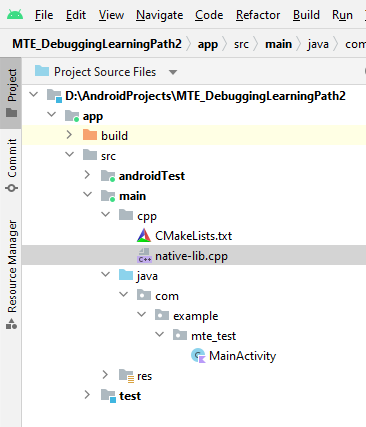 File Edit View Navigate Code Refactor Build Run
MTE_DebuggingLearningPath2 app src main java com
Project Source Files
D:\AndroidProjects\MTE_DebuggingLearningPath2
app
build
src
androidTest
main
cpp
CMakeLists.txt
native-lib.cpp
java
com
example
mte_test
MainActivity
res
test
Project
Commit
Resource Manager